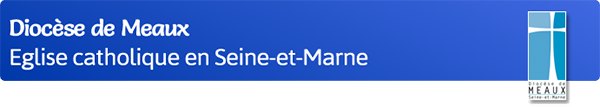 Diocèse de Meaux
Eglise catholique en Seine-et-Marne
Diocèse de
MEAUX
Seine-et-Marne